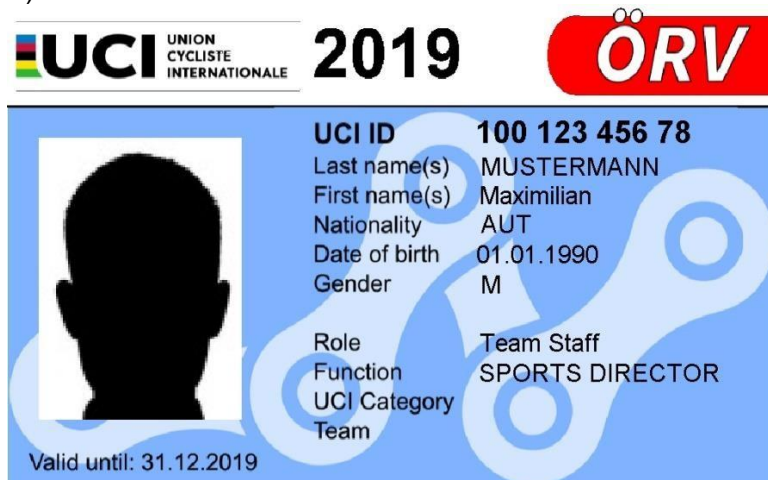 UCI UNION
CYCLISTE
INTERNATIONALE
2019
ÖRV
UCI ID 100 123 456 78
Last name(s) MUSTERMANN
First name(s) Maximilian
Nationality AUT
Date of birth 01.01.1990
Gender M
Role Team Staff
Function SPORTS DIRECTOR
UCI Category
Team
Valid until: 31.12.2019